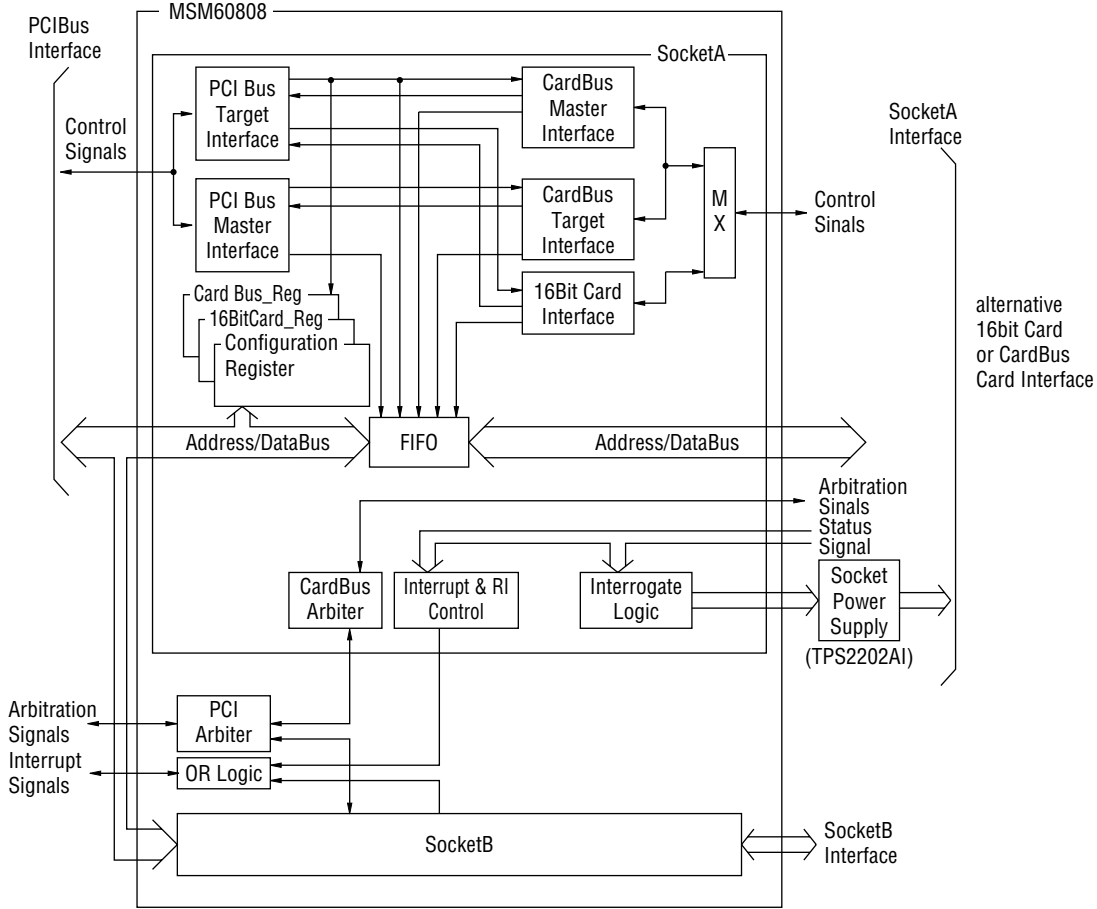 MSM60808
PCIBus
Interface
SocketA
PCI Bus
Target
Interface
CardBus
Master
Interface
Control
Signals
SocketA
Interface
PCI Bus
Master
Interface
CardBus
Target
Interface
M
X
Control
Sinals
Card Bus_Reg
16BitCard_Reg
Configuration
Register
16Bit Card
Interface
alternative
16bit Card
or CardBus
Card Interface
Address/DataBus
FIFO
Address/DataBus
Arbitration
Sinals
Status
Signal
CardBus
Arbiter
Interrupt & RI
Control
Interrogate
Logic
Socket
Power
Supply
(TPS2202AI)
Arbitration
Signals
PCI
Arbiter
Interrupt
Signals
OR Logic
SocketB
SocketB
Interface